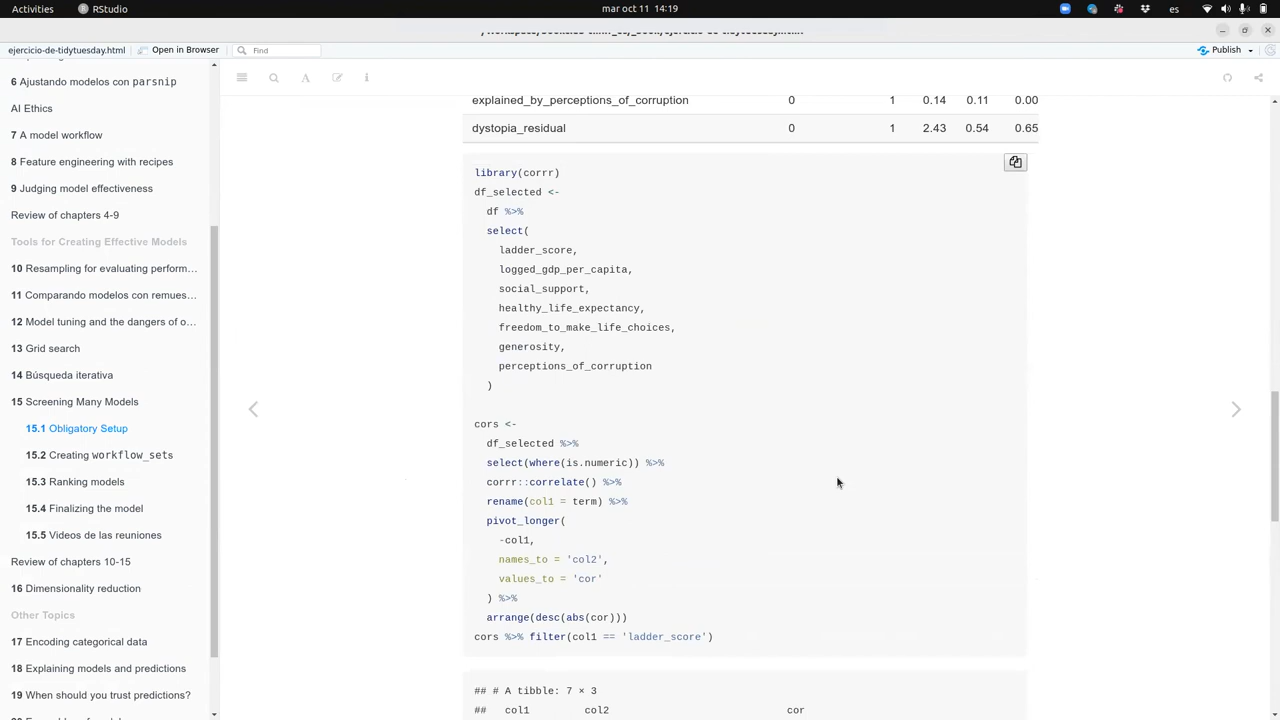 Activities
RStudio
mar oct 11 14:19
es
ejercicio-de-tidytuesday.html
Open in Browser
Find
Publish
6 Ajustando modelos con parsnip
AI Ethics
7 A model workflow
8 Feature engineering with recipes
9 Judging model effectiveness
Review of chapters 4-9
Tools for Creating Effective Models
10 Resampling for evaluating perform…
11 Comparando modelos con remues…
12 Model tuning and the dangers of o…
13 Grid search
14 Búsqueda iterativa
15 Screening Many Models
15.1 Obligatory Setup
15.2 Creating workflow_sets
15.3 Ranking models
15.4 Finalizing the model
15.5 Videos de las reuniones
Review of chapters 10-15
16 Dimensionality reduction
Other Topics
17 Encoding categorical data
18 Explaining models and predictions
19 When should you trust predictions?
explained_by_perceptions_of_corruption 0 1 0.14 0.11 0.00
dystopia_residual 0 1 2.43 0.54 0.65
library(corrr)
df_selected <-
df %>%
select(
ladder_score,
logged_gdp_per_capita,
social_support,
healthy_life_expectancy,
freedom_to_make_life_choices,
generosity,
perceptions_of_corruption
)
cors <-
df_selected %>%
select(where(is.numeric)) %>%
corrr::correlate() %>%
rename(col1 = term) %>%
pivot_longer(
-col1,
names_to = 'col2',
values_to = 'cor'
) %>%
arrange(desc(abs(cor)))
cors %>% filter(col1 == 'ladder_score')
## # A tibble: 7 × 3
## col1 col2 cor